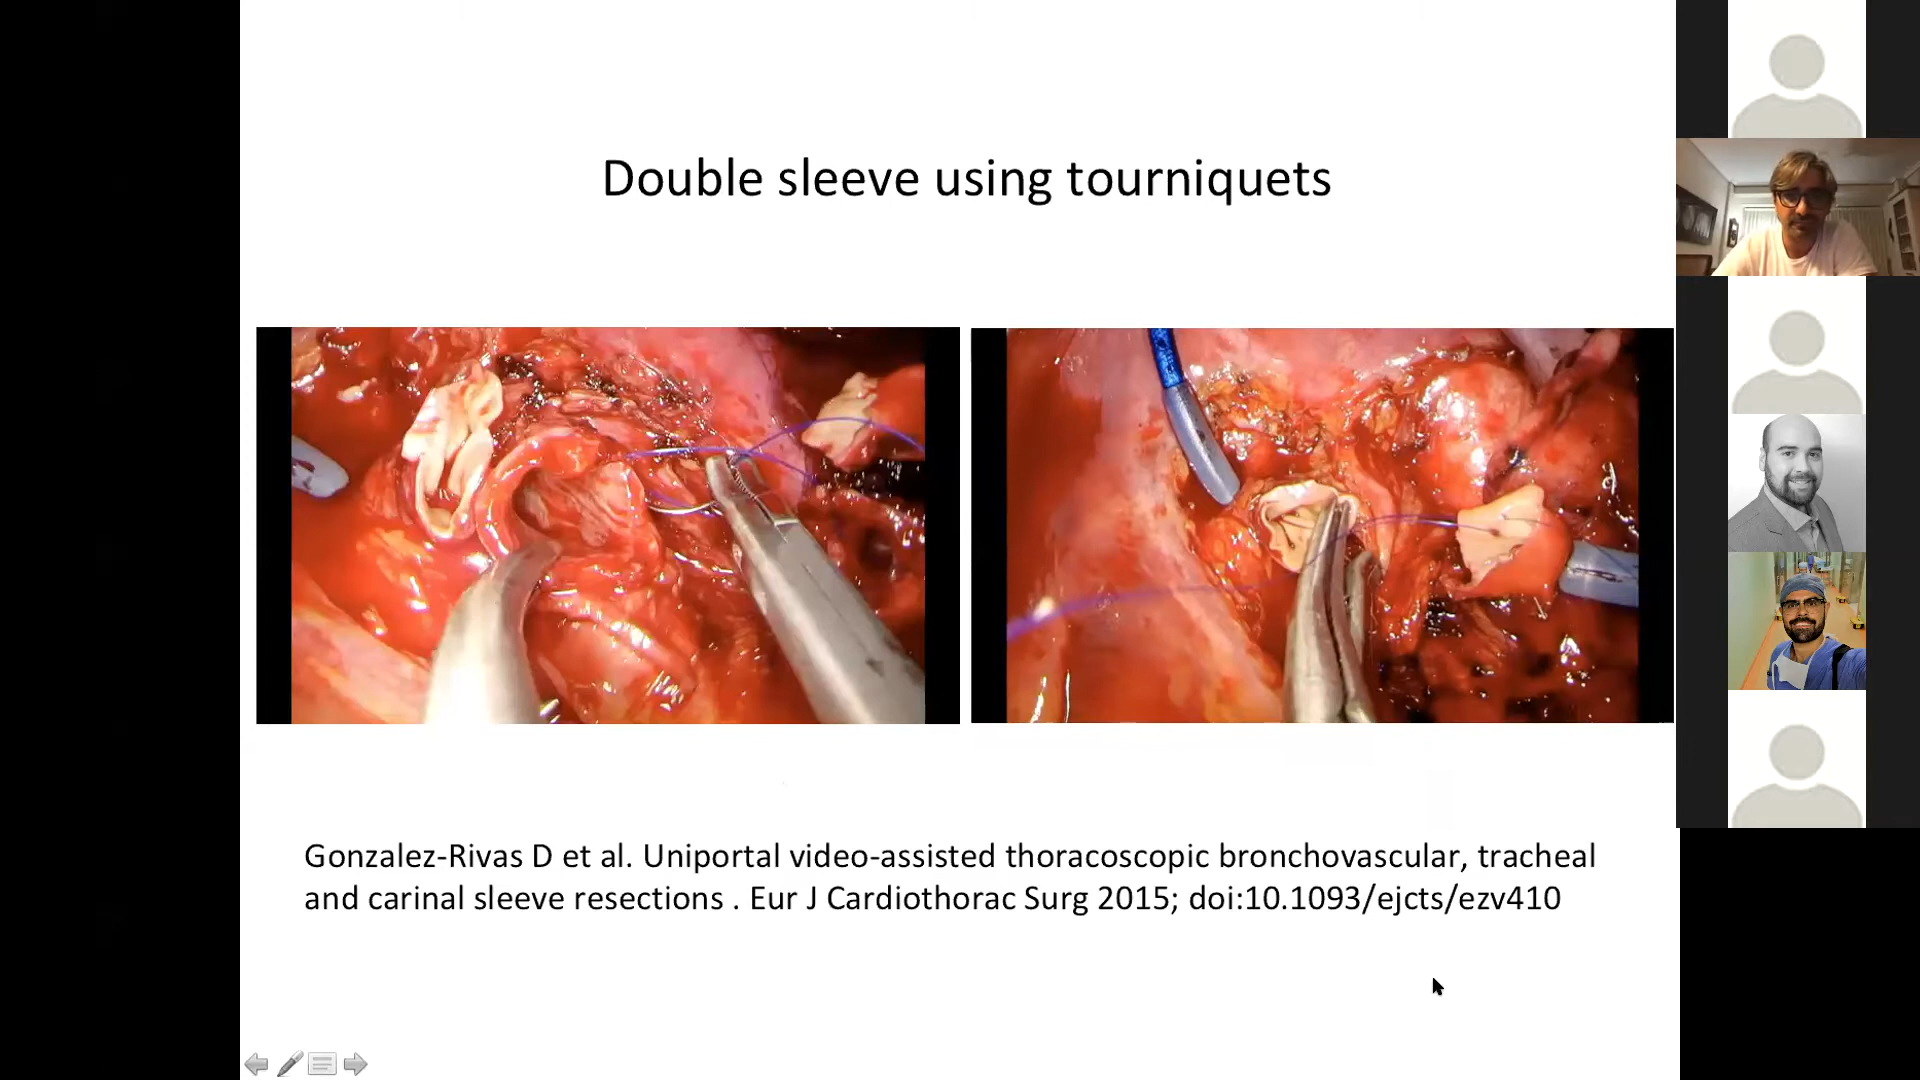 Double sleeve using tourniquets
Gonzalez-Rivas D et al. Uniportal video-assisted thoracoscopic bronchovascular, tracheal
and carinal sleeve resections . Eur J Cardiothorac Surg 2015; doi:10.1093/ejcts/ezv410